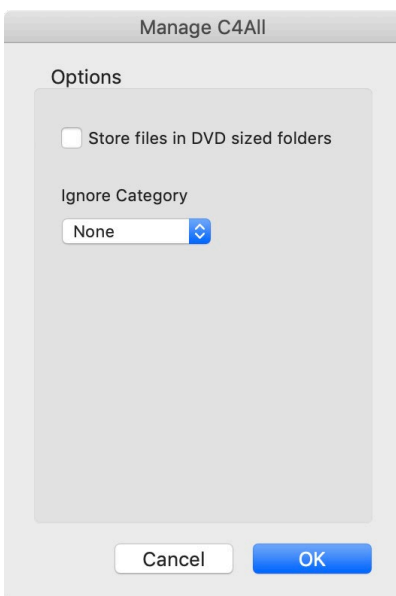 Manage C4All
Options
Store files in DVD sized folders
Ignore Category
None
Cancel
OK